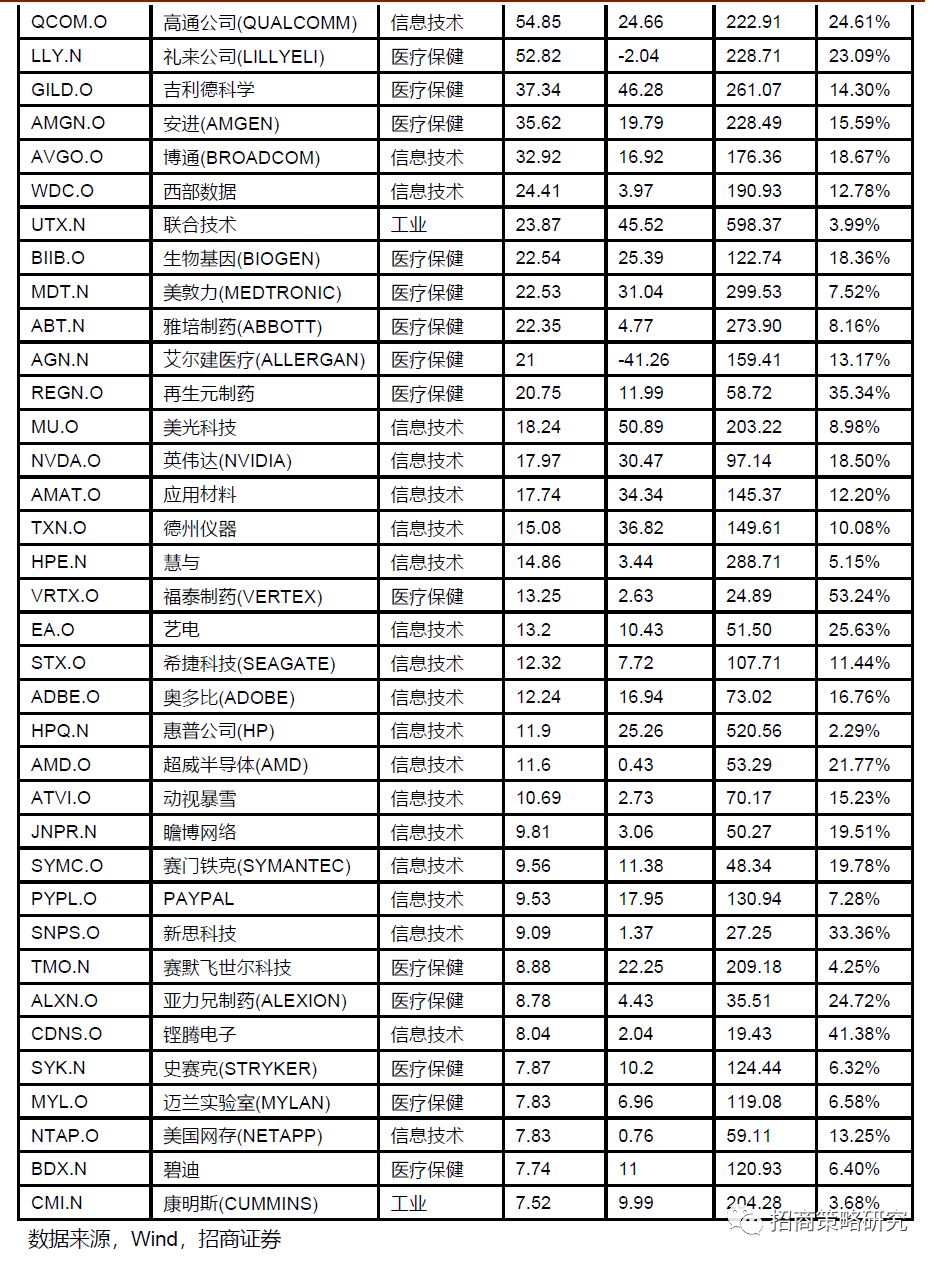 QCOM.O 高通公司(QUALCOMM) 信息技术 54.85 24.66 222.91 24.61%
LLY.N 礼来公司(LILLYELI) 医疗保健 52.82 -2.04 228.71 23.09%
GILD.O 吉利德科学 医疗保健 37.34 46.28 261.07 14.30%
AMGN.O 安进(AMGEN) 医疗保健 35.62 19.79 228.49 15.59%
AVGO.O 博通(BROADCOM) 信息技术 32.92 16.92 176.36 18.67%
WDC.O 西部数据 信息技术 24.41 3.97 190.93 12.78%
UTX.N 联合技术 工业 23.87 45.52 598.37 3.99%
BIIB.O 生物基因(BIOGEN) 医疗保健 22.54 25.39 122.74 18.36%
MDT.N 美敦力(MEDTRONIC) 医疗保健 22.53 31.04 299.53 7.52%
ABT.N 雅培制药(ABBOTT) 医疗保健 22.35 4.77 273.90 8.16%
AGN.N 艾尔建医疗(ALLERGAN) 医疗保健 21 -41.26 159.41 13.17%
REGN.O 再生元制药 医疗保健 20.75 11.99 58.72 35.34%
MU.O 美光科技 信息技术 18.24 50.89 203.22 8.98%
NVDA.O 英伟达(NVIDIA) 信息技术 17.97 30.47 97.14 18.50%
AMAT.O 应用材料 信息技术 17.74 34.34 145.37 12.20%
TXN.O 德州仪器 信息技术 15.08 36.82 149.61 10.08%
HPE.N 慧与 信息技术 14.86 3.44 288.71 5.15%
VRTX.O 福泰制药(VERTEX) 医疗保健 13.25 2.63 24.89 53.24%
EA.O 艺电 信息技术 13.2 10.43 51.50 25.63%
STX.O 希捷科技(SEAGATE) 信息技术 12.32 7.72 107.71 11.44%
ADBE.O 奥多比(ADOBE) 信息技术 12.24 16.94 73.02 16.76%
HPQ.N 惠普公司(HP) 信息技术 11.9 25.26 520.56 2.29%
AMD.O 超威半导体(AMD) 信息技术 11.6 0.43 53.29 21.77%
ATVI.O 动视暴雪 信息技术 10.69 2.73 70.17 15.23%
JNPR.N 瞻博网络 信息技术 9.81 3.06 50.27 19.51%
SYMC.O 赛门铁克(SYMANTEC) 信息技术 9.56 11.38 48.34 19.78%
PYPL.O PAYPAL 信息技术 9.53 17.95 130.94 7.28%
SNPS.O 新思科技 信息技术 9.09 1.37 27.25 33.36%
TMO.N 赛默飞世尔科技 医疗保健 8.88 22.25 209.18 4.25%
ALXN.O 亚力兄制药(ALEXION) 医疗保健 8.78 4.43 35.51 24.72%
CDNS.O 铿腾电子 信息技术 8.04 2.04 19.43 41.38%
SYK.N 史赛克(STRYKER) 医疗保健 7.87 10.2 124.44 6.32%
MYL.O 迈兰实验室(MYLAN) 医疗保健 7.83 6.96 119.08 6.58%
NTAP.O 美国网存(NETAPP) 信息技术 7.83 0.76 59.11 13.25%
BDX.N 碧迪 医疗保健 7.74 11 120.93 6.40%
CMI.N 康明斯(CUMMINS) 工业 7.52 9.99 204.28 3.68%
招商策略研究
数据来源，Wind，招商证券